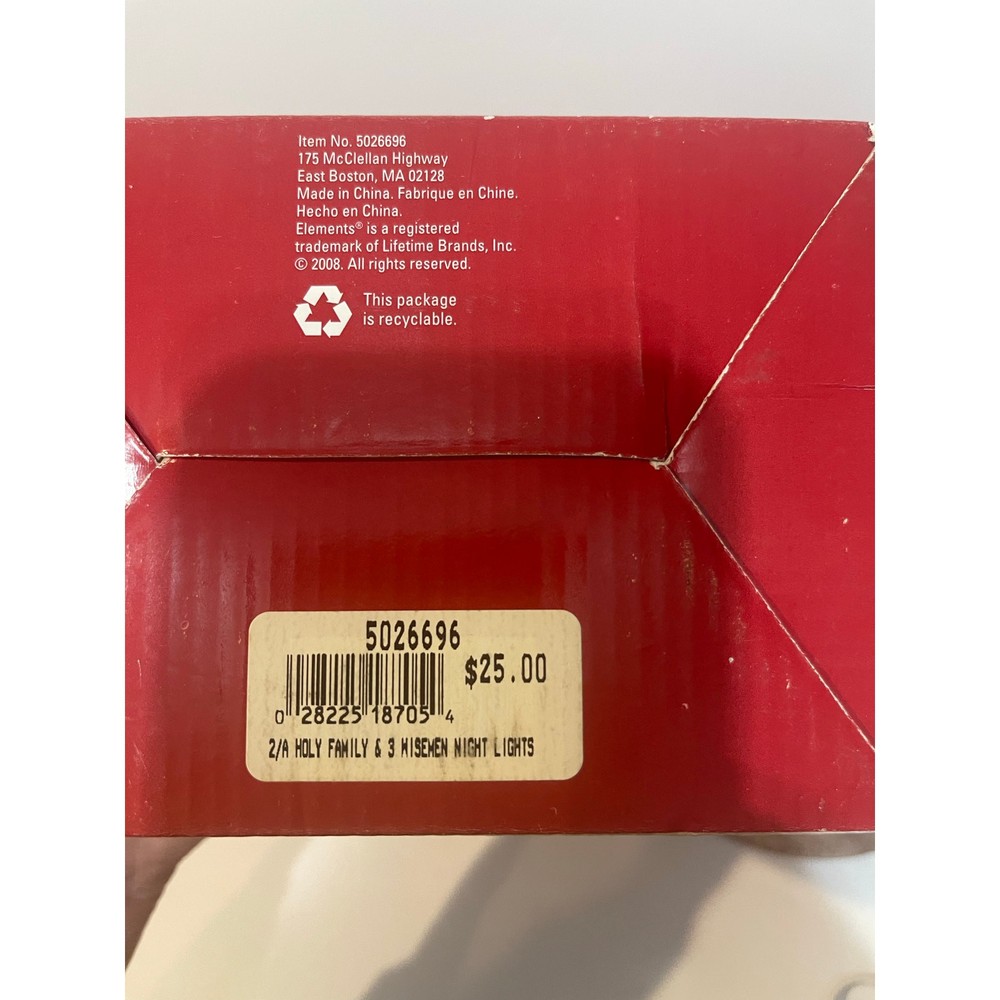 Item No. 5026696
175 McClellan Highway
East Boston, MA 02128
Made in China. Fabrique en Chine.
Hecho en China.
Elements® is a registered
trademark of Lifetime Brands, Inc.
© 2008. All rights reserved.
This package
is recyclable.
5026696
$25.00
0 28225 18705 4
2/A HOLY FAMILY & 3 WISEMEN NIGHT LIGHTS